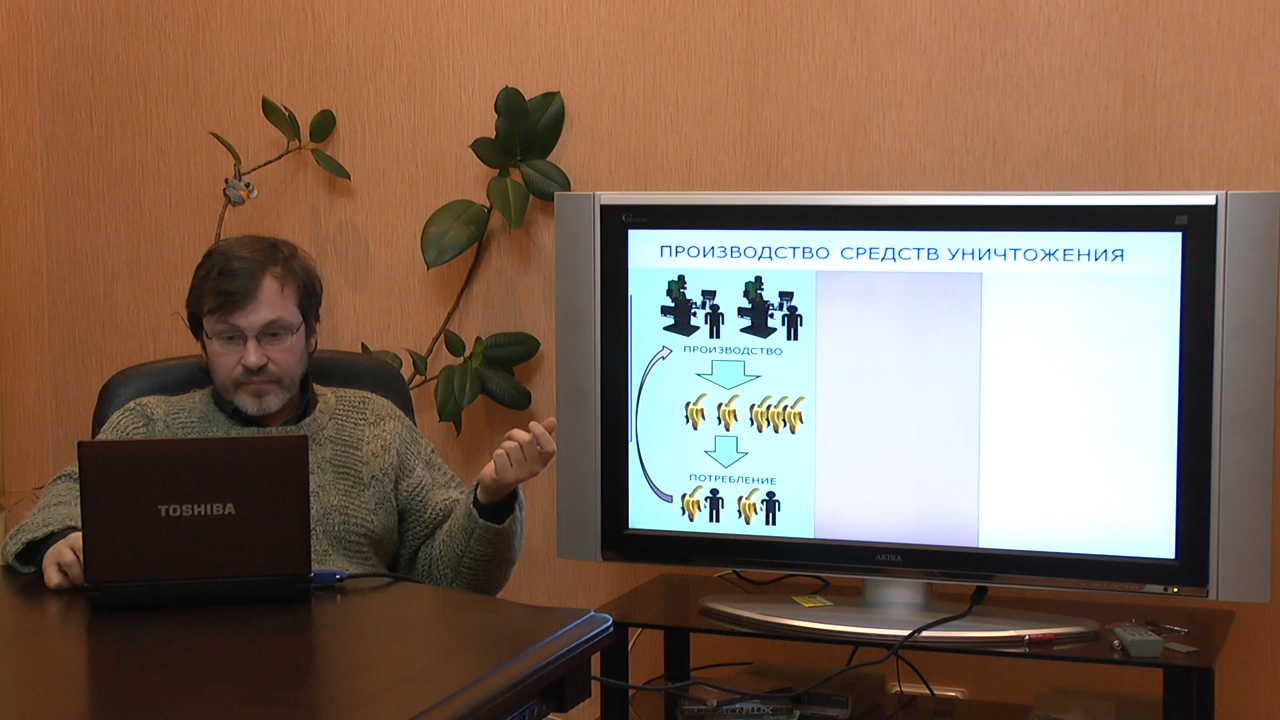 ПРОИЗВОДСТВО СРЕДСТВ УНИЧТОЖЕНИЯ
ПРОИЗВОДСТВО
ПОТРЕБЛЕНИЕ
TOSHIBA
AKIRA